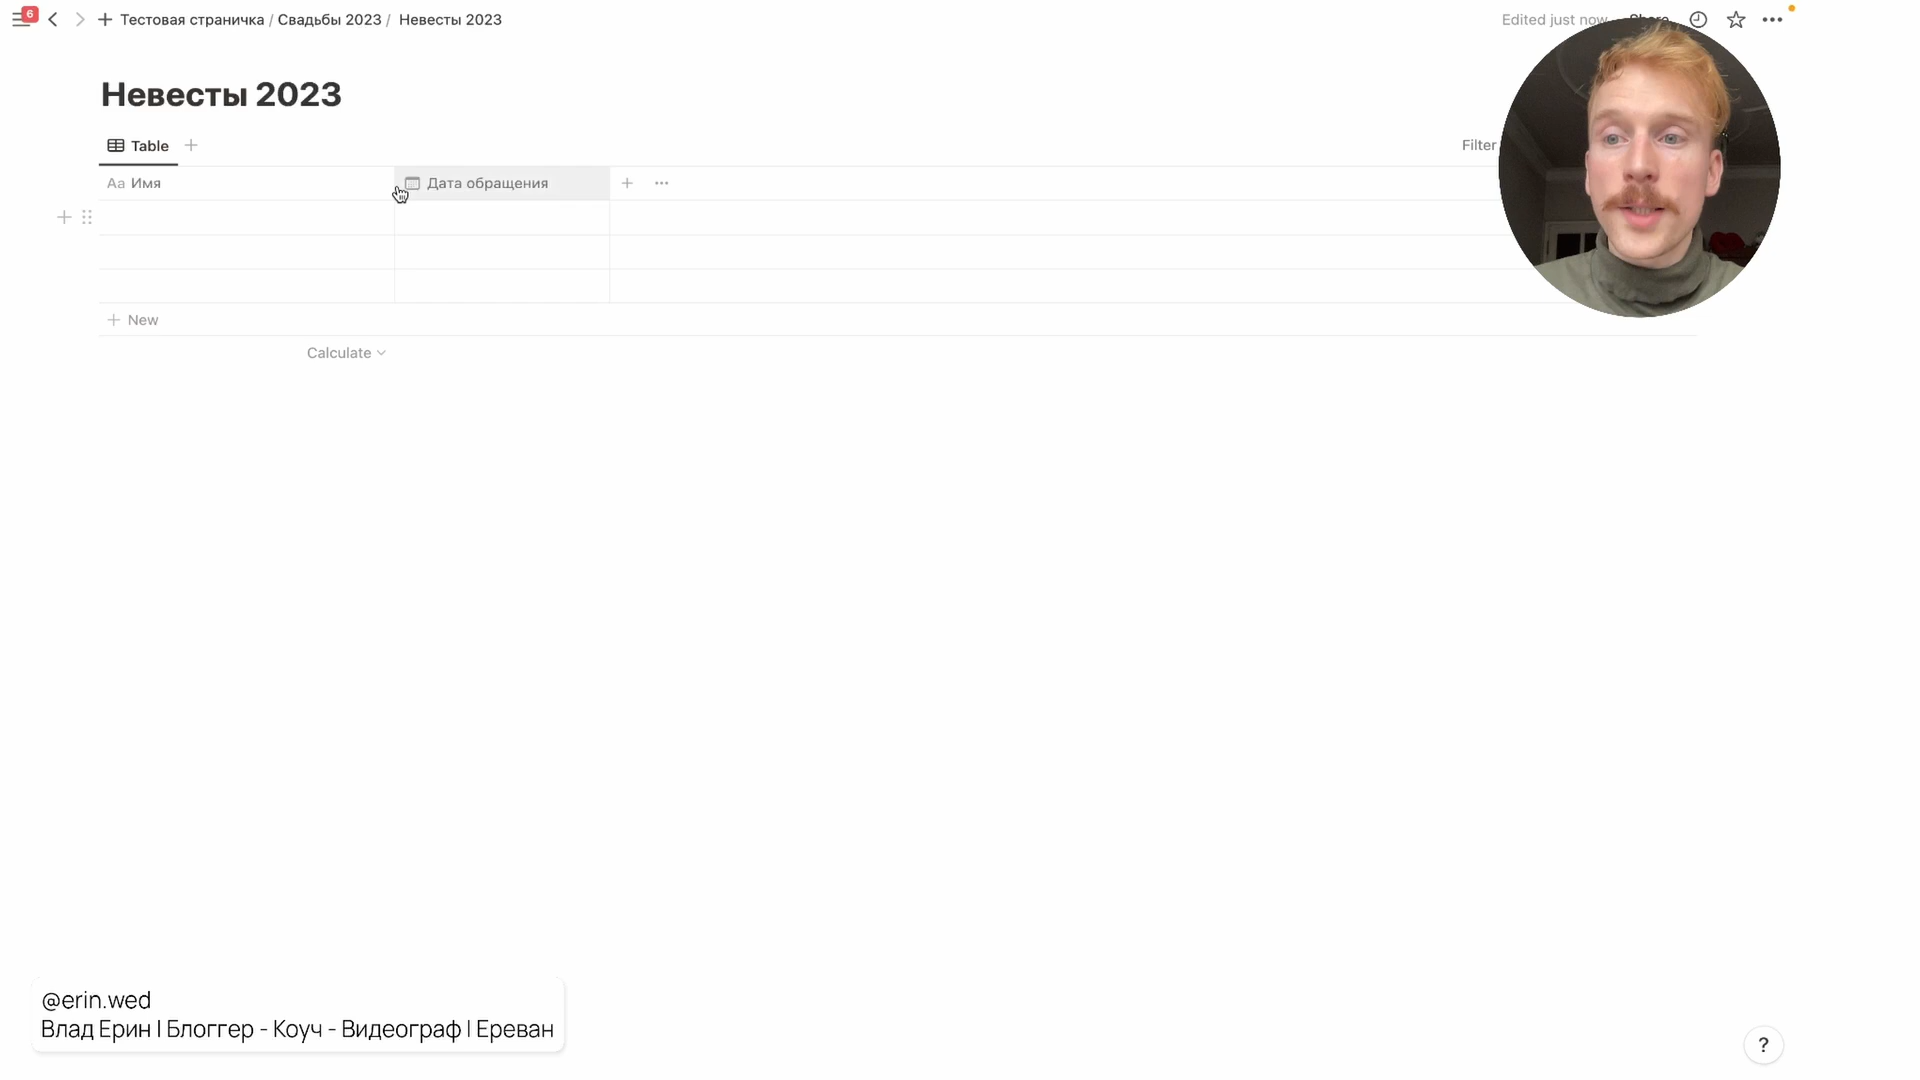 6
Тестовая страничка / Свадьбы 2023 / Невесты 2023
Edited just now Share
Невесты 2023
Table
Filter
Aa Имя
Дата обращения
New
Calculate
@erin.wed
Влад Ерин | Блоггер - Коуч - Видеограф | Ереван
?